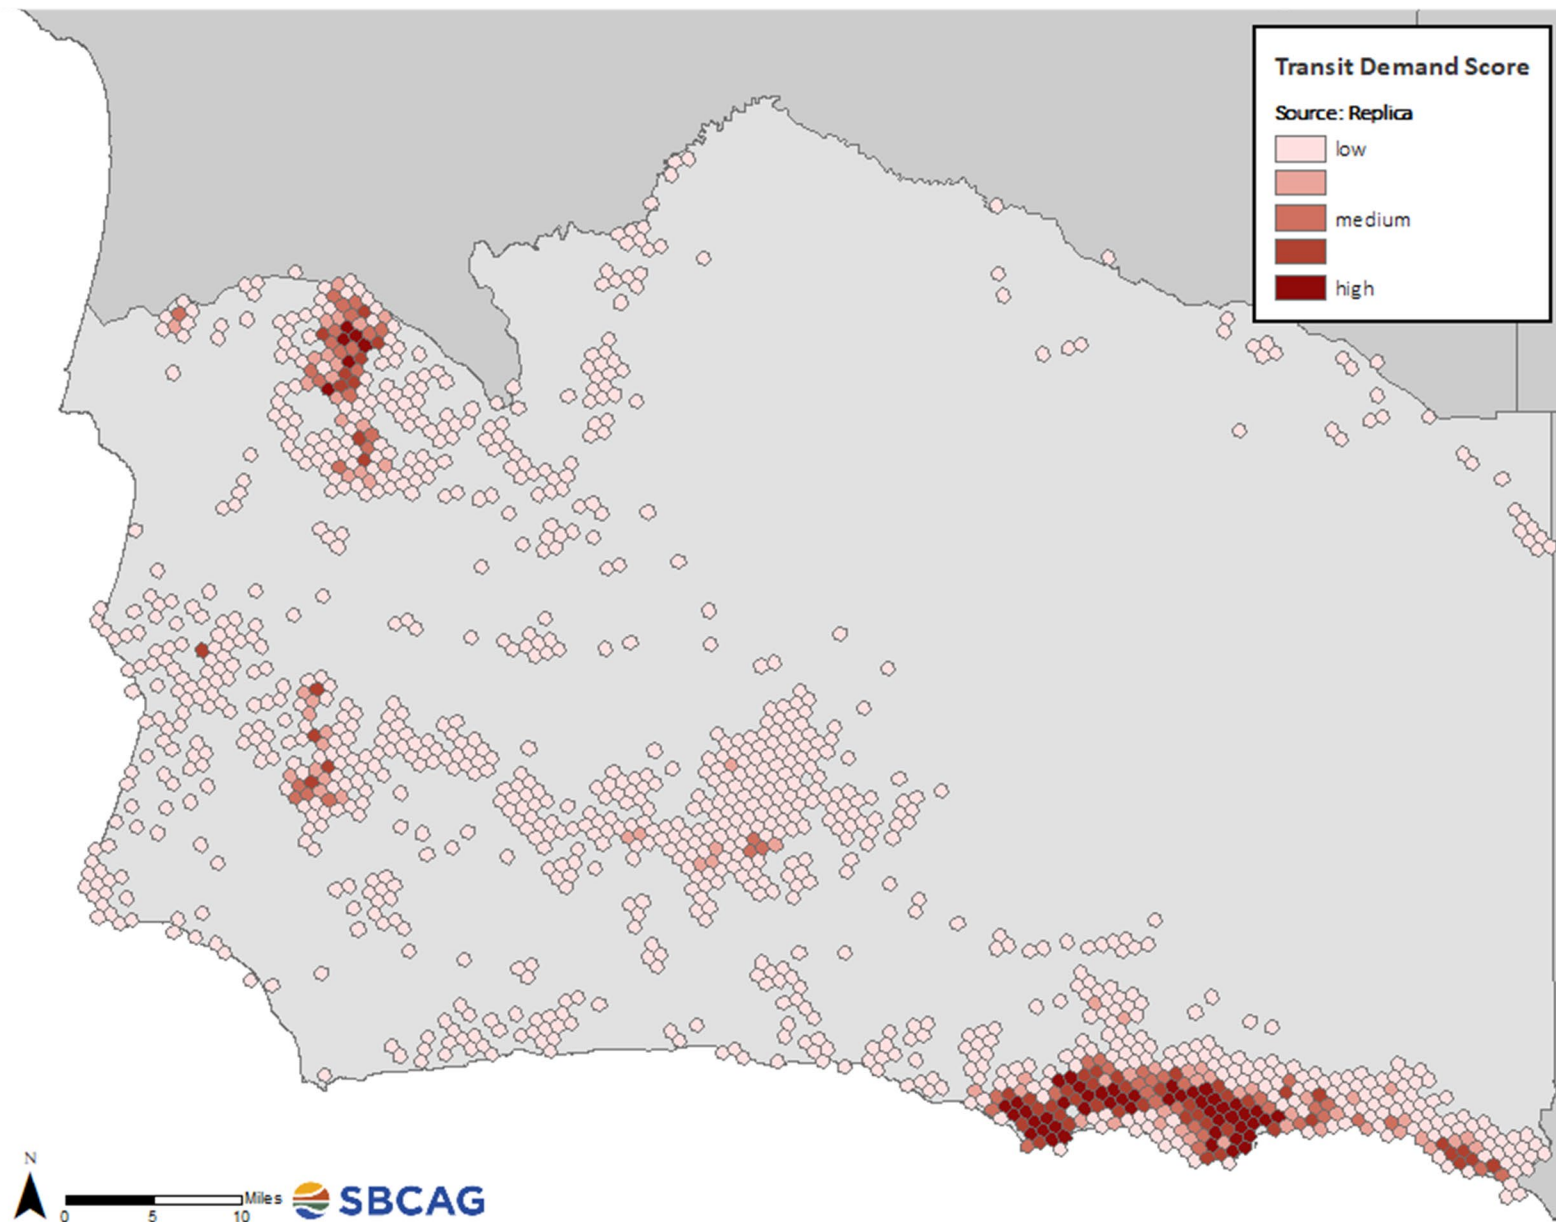 Transit Demand Score
Source: Replica
low
medium
high
N
Miles
0 5 10
SBCAG